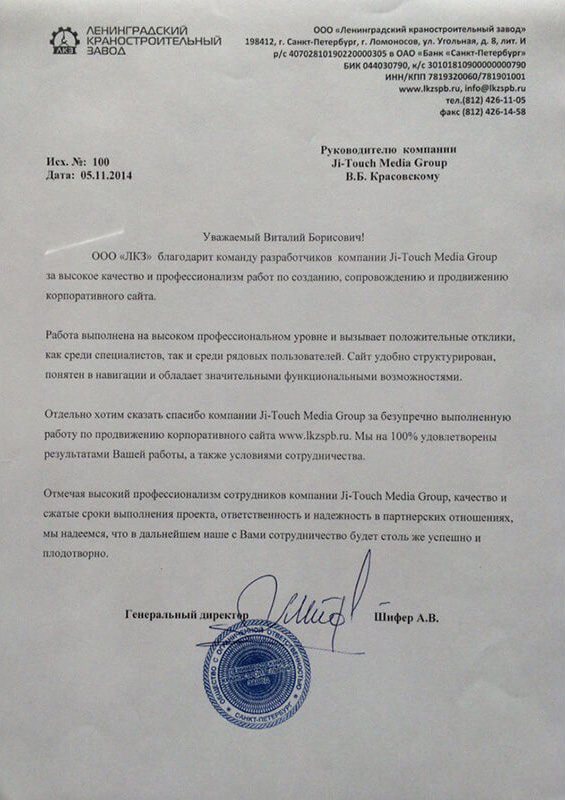 ЛЕНИНГРАДСКИЙ
КРАНОСТРОИТЕЛЬНЫЙ
ЗАВОД
ЛКЗ
ООО «Ленинградский краностроительный завод»
198412, г. Санкт-Петербург, г. Ломоносов, ул. Угольная, д. 8, лит. И
р/с 40702810190220000305 в ОАО «Банк «Санкт-Петербург»
БИК 044030790, к/с 30101810900000000790
ИНН/КПП 7819320060/781901001
www.lkzspb.ru, info@lkzspb.ru
тел.(812) 426-11-05
факс (812) 426-14-58
Руководителю компании
Ji-Touch Media Group
В.Б. Красовскому
Исх. №: 100
Дата: 05.11.2014
Уважаемый Виталий Борисович!
ООО «ЛКЗ» благодарит команду разработчиков компании Ji-Touch Media Group
за высокое качество и профессионализм работ по созданию, сопровождению и продвижению
корпоративного сайта.
Работа выполнена на высоком профессиональном уровне и вызывает положительные отклики,
как среди специалистов, так и среди рядовых пользователей. Сайт удобно структурирован,
понятен в навигации и обладает значительными функциональными возможностями.
Отдельно хотим сказать спасибо компании Ji-Touch Media Group за безупречно выполненную
работу по продвижению корпоративного сайта www.lkzspb.ru. Мы на 100% удовлетворены
результатами Вашей работы, а также условиями сотрудничества.
Отмечая высокий профессионализм сотрудников компании Ji-Touch Media Group, качество и
сжатые сроки выполнения проекта, ответственность и надежность в партнерских отношениях,
мы надеемся, что в дальнейшем наше с Вами сотрудничество будет столь же успешно и
плодотворно.
Генеральный директор Шифер А.В.
ОБЩЕСТВО С ОГРАНИЧЕННОЙ ОТВЕТСТВЕННОСТЬЮ
САНКТ-ПЕТЕРБУРГ